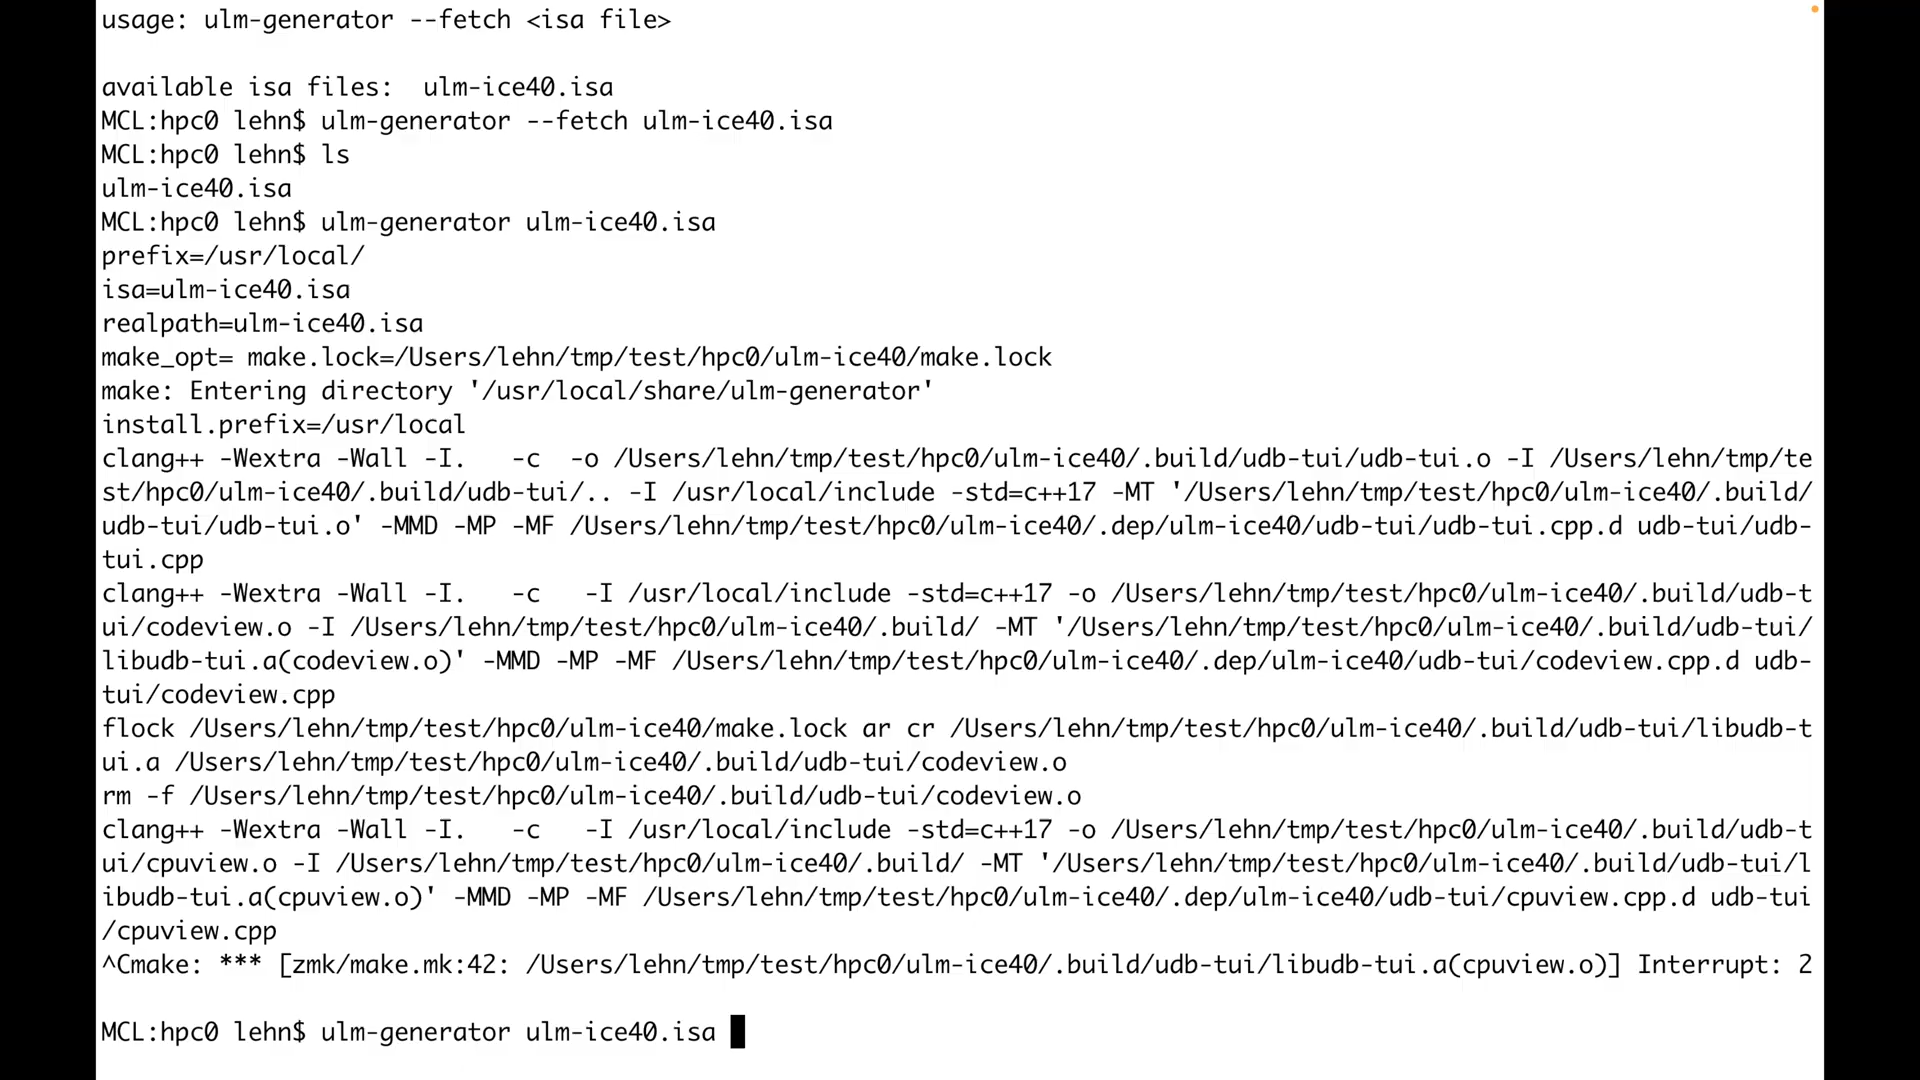 usage: ulm-generator --fetch <isa file>
available isa files:  ulm-ice40.isa
MCL:hpc0 lehn$ ulm-generator --fetch ulm-ice40.isa
MCL:hpc0 lehn$ ls
ulm-ice40.isa
MCL:hpc0 lehn$ ulm-generator ulm-ice40.isa
prefix=/usr/local/
isa=ulm-ice40.isa
realpath=ulm-ice40.isa
make_opt= make.lock=/Users/lehn/tmp/test/hpc0/ulm-ice40/make.lock
make: Entering directory '/usr/local/share/ulm-generator'
install.prefix=/usr/local
clang++ -Wextra -Wall -I.   -c  -o /Users/lehn/tmp/test/hpc0/ulm-ice40/.build/udb-tui/udb-tui.o -I /Users/lehn/tmp/te
st/hpc0/ulm-ice40/.build/udb-tui/.. -I /usr/local/include -std=c++17 -MT '/Users/lehn/tmp/test/hpc0/ulm-ice40/.build/
udb-tui/udb-tui.o' -MMD -MP -MF /Users/lehn/tmp/test/hpc0/ulm-ice40/.dep/ulm-ice40/udb-tui/udb-tui.cpp.d udb-tui/udb-
tui.cpp
clang++ -Wextra -Wall -I.   -c   -I /usr/local/include -std=c++17 -o /Users/lehn/tmp/test/hpc0/ulm-ice40/.build/udb-t
ui/codeview.o -I /Users/lehn/tmp/test/hpc0/ulm-ice40/.build/ -MT '/Users/lehn/tmp/test/hpc0/ulm-ice40/.build/udb-tui/
libudb-tui.a(codeview.o)' -MMD -MP -MF /Users/lehn/tmp/test/hpc0/ulm-ice40/.dep/ulm-ice40/udb-tui/codeview.cpp.d udb-
tui/codeview.cpp
flock /Users/lehn/tmp/test/hpc0/ulm-ice40/make.lock ar cr /Users/lehn/tmp/test/hpc0/ulm-ice40/.build/udb-tui/libudb-t
ui.a /Users/lehn/tmp/test/hpc0/ulm-ice40/.build/udb-tui/codeview.o
rm -f /Users/lehn/tmp/test/hpc0/ulm-ice40/.build/udb-tui/codeview.o
clang++ -Wextra -Wall -I.   -c   -I /usr/local/include -std=c++17 -o /Users/lehn/tmp/test/hpc0/ulm-ice40/.build/udb-t
ui/cpuview.o -I /Users/lehn/tmp/test/hpc0/ulm-ice40/.build/ -MT '/Users/lehn/tmp/test/hpc0/ulm-ice40/.build/udb-tui/l
ibudb-tui.a(cpuview.o)' -MMD -MP -MF /Users/lehn/tmp/test/hpc0/ulm-ice40/.dep/ulm-ice40/udb-tui/cpuview.cpp.d udb-tui
/cpuview.cpp
^Cmake: *** [zmk/make.mk:42: /Users/lehn/tmp/test/hpc0/ulm-ice40/.build/udb-tui/libudb-tui.a(cpuview.o)] Interrupt: 2
MCL:hpc0 lehn$ ulm-generator ulm-ice40.isa